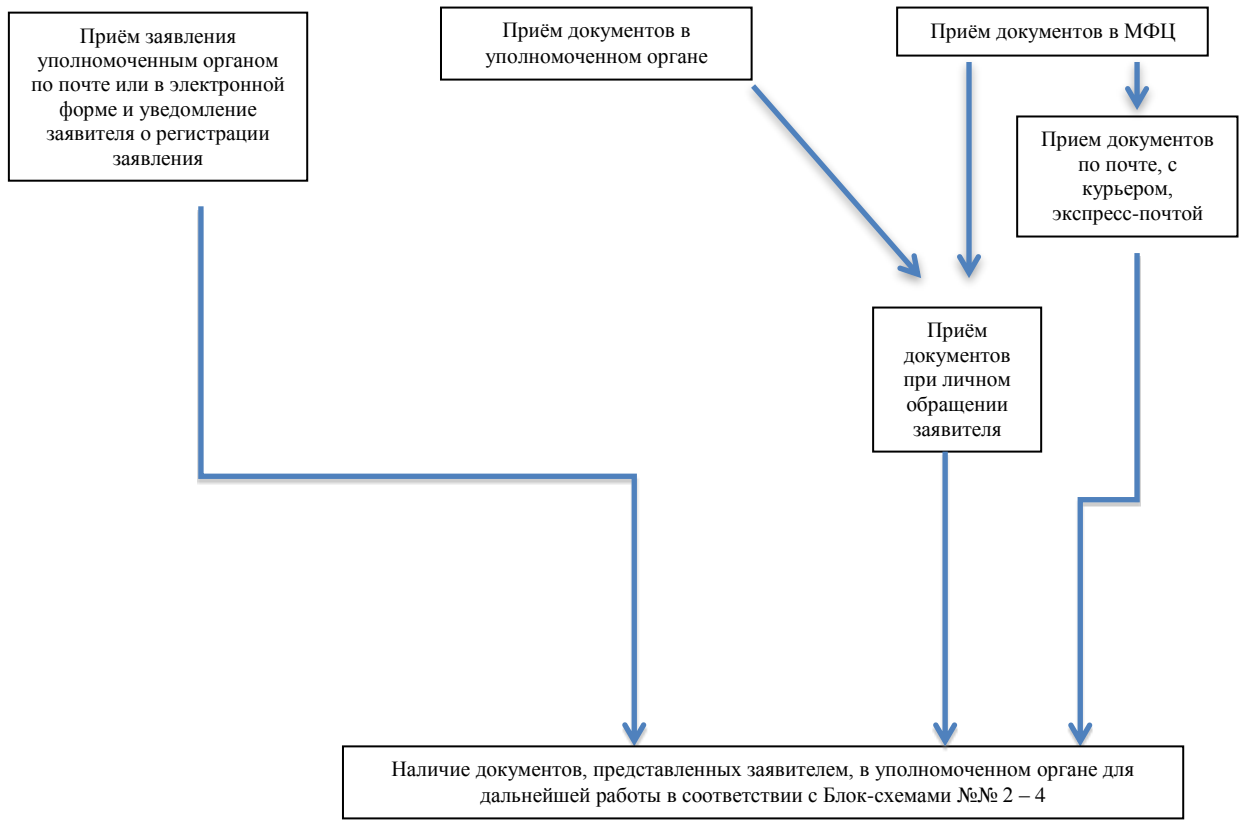 Приём заявления
уполномоченным органом
по почте или в электронной
форме и уведомление
заявителя о регистрации
заявления
Приём документов в
уполномоченном органе
Приём документов в МФЦ
Прием документов
по почте, с
курьером,
экспресс-почтой
Приём
документов
при личном
обращении
заявителя
Наличие документов, представленных заявителем, в уполномоченном органе для
дальнейшей работы в соответствии с Блок-схемами №№ 2 – 4